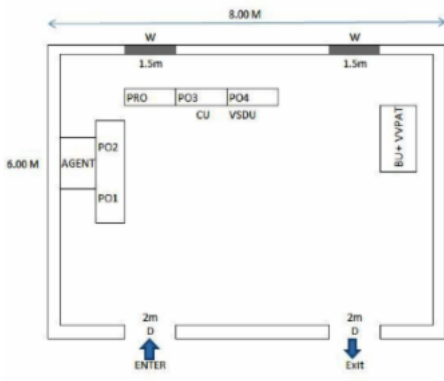 8.00 M
W W
1.5m 1.5m
PRO PO3 PO4
CU VSDU
BU+ VVPAT
PO2
6.00 M AGENT
PO1
2m 2m
D D
ENTER Exit